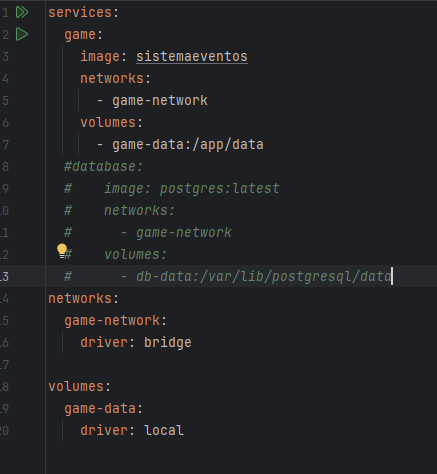 1 services:
2   game:
3     image: sistemaeventos
4     networks:
5       - game-network
6     volumes:
7       - game-data:/app/data
8   #database:
9   #    image: postgres:latest
10   #    networks:
11   #      - game-network
12   #    volumes:
13   #      - db-data:/var/lib/postgresql/data
14 networks:
15   game-network:
16     driver: bridge
17
18 volumes:
19   game-data:
20     driver: local